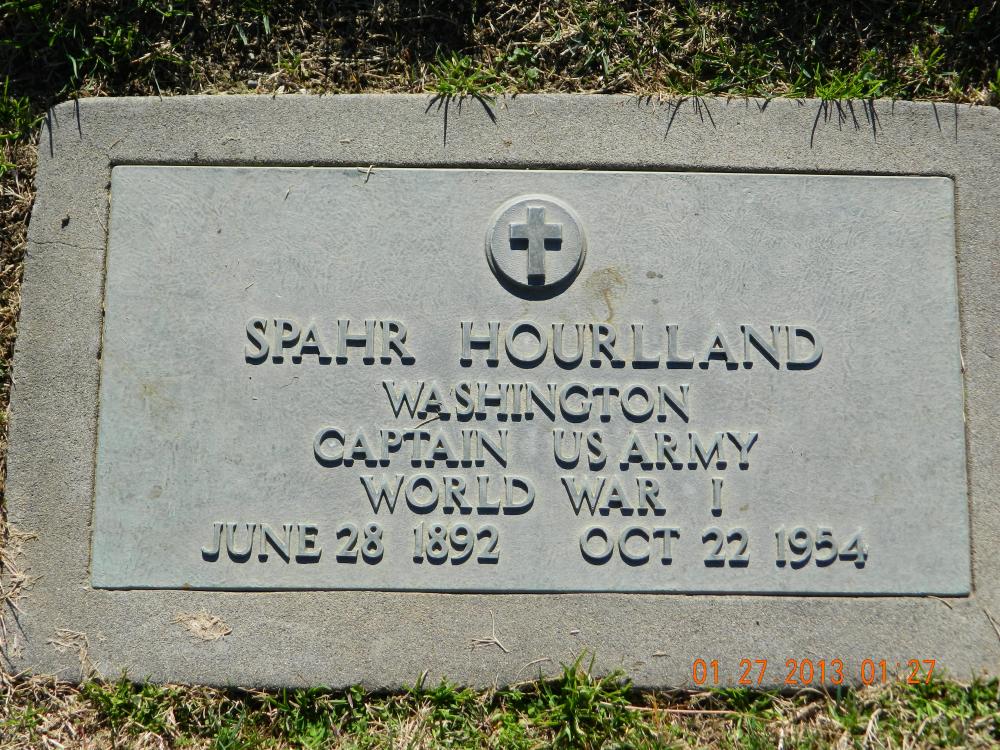 SPAHR HOURLLAND
WASHINGTON
CAPTAIN US ARMY
WORLD WAR I
JUNE 28 1892 OCT 22 1954
01 27 2013 01:27